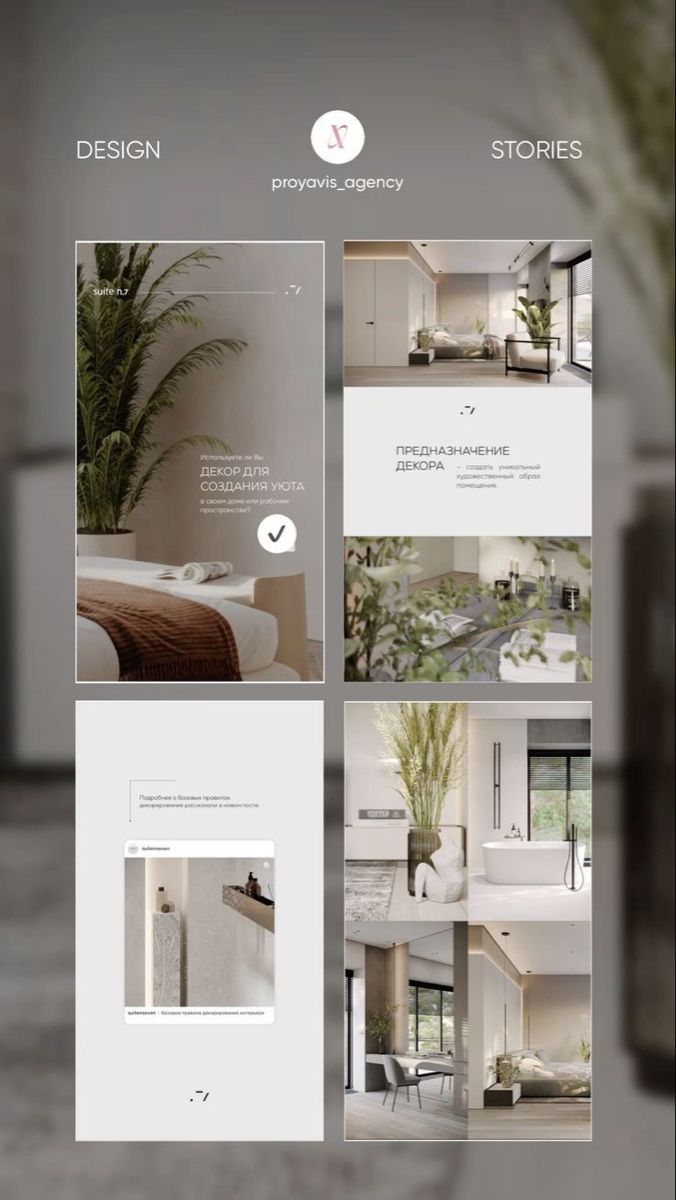 DESIGN
STORIES
proyavis_agency
suite n.7
.7
Используете ли Вы
ДЕКОР ДЛЯ
СОЗДАНИЯ УЮТА
в своем доме или рабочем
пространстве?
.7
ПРЕДНАЗНАЧЕНИЕ
ДЕКОРА - создать уникальный
художественный образ
помещения.
Подробнее о базовых правилах
декорирования рассказали в новом посте.
suitenseven
suitenseven | базовые правила декорирования интерьера
.7